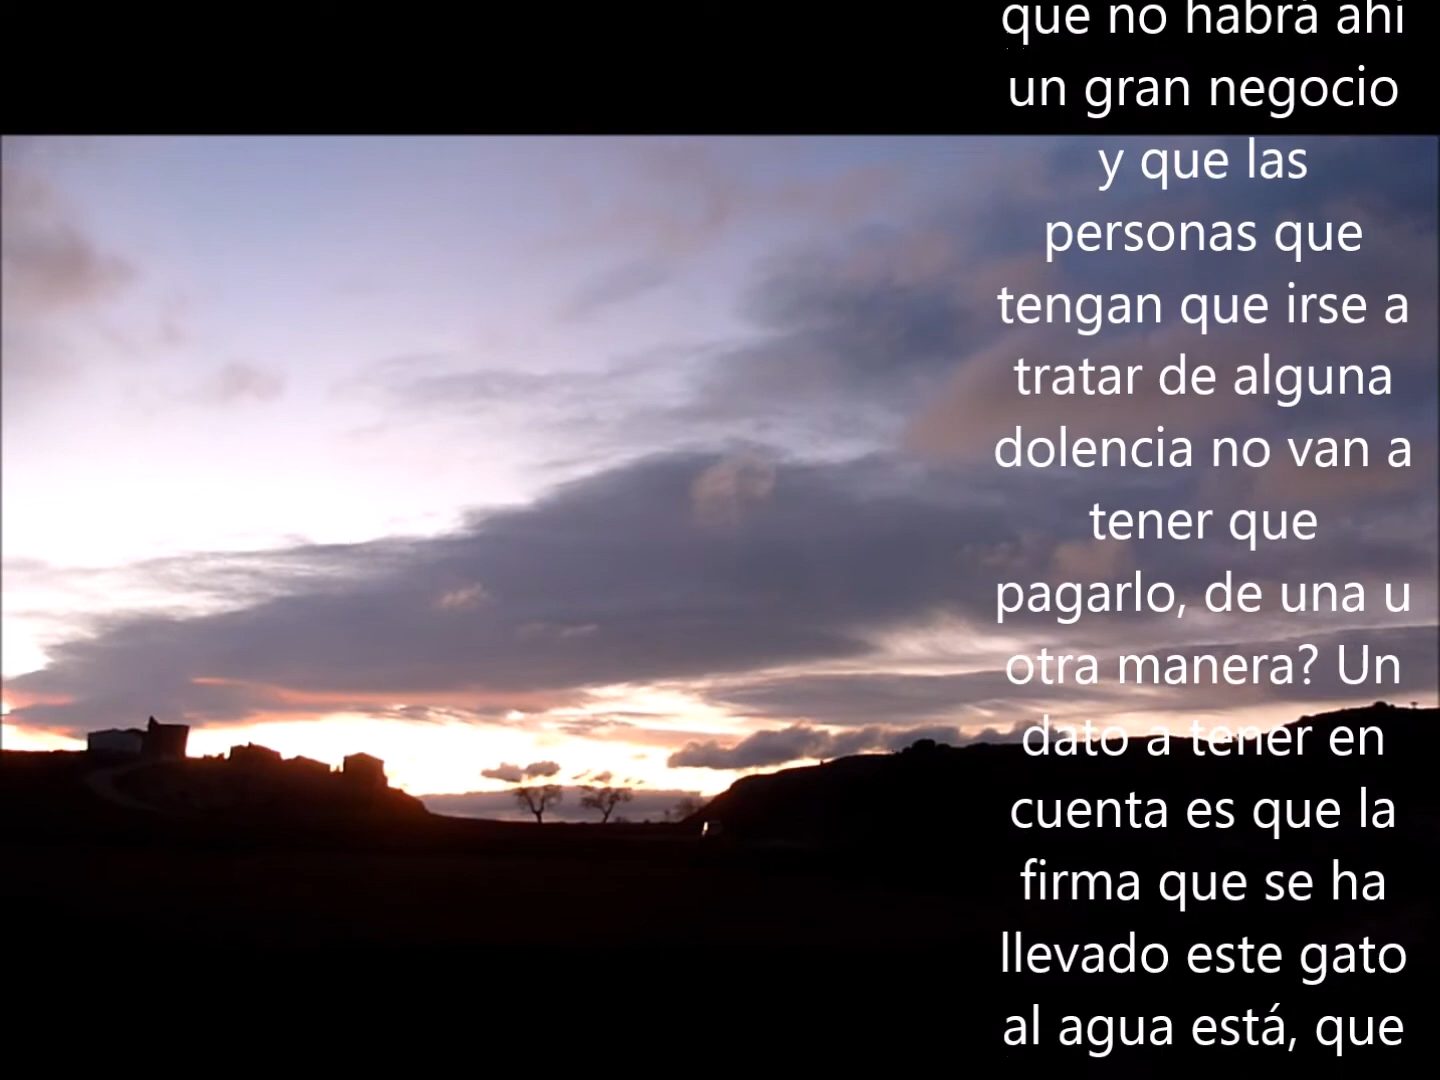 que no habrá ahí
un gran negocio
y que las
personas que
tengan que irse a
tratar de alguna
dolencia no van a
tener que
pagarlo, de una u
otra manera? Un
dato a tener en
cuenta es que la
firma que se ha
llevado este gato
al agua está, que